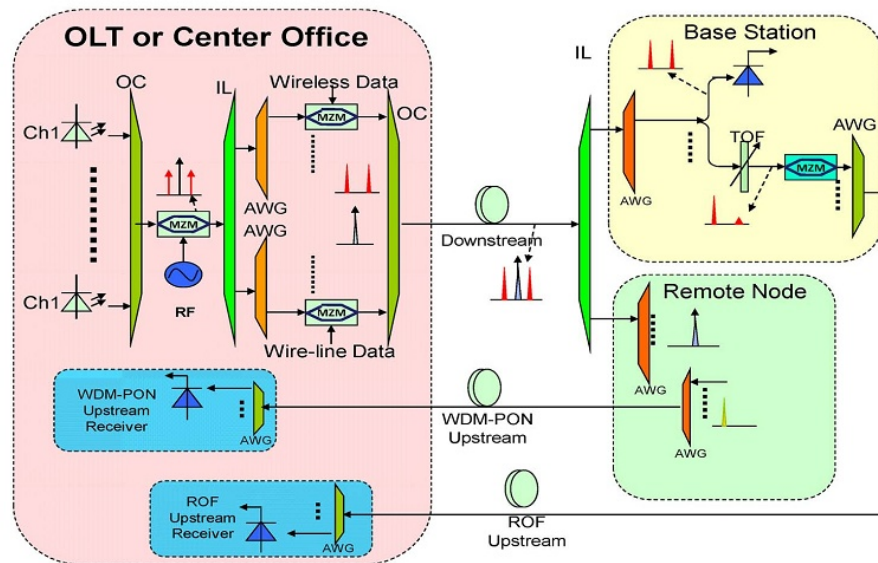 OLT or Center Office
OC
IL
Wireless Data
OC
Ch1
MZM
AWG
AWG
MZM
RF
Ch1
MZM
Wire-line Data
WDM-PON
Upstream
Receiver
AWG
ROF
Upstream
Receiver
AWG
Downstream
WDM-PON
Upstream
ROF
Upstream
IL
Base Station
TOF
AWG
MZM
AWG
Remote Node
AWG
AWG